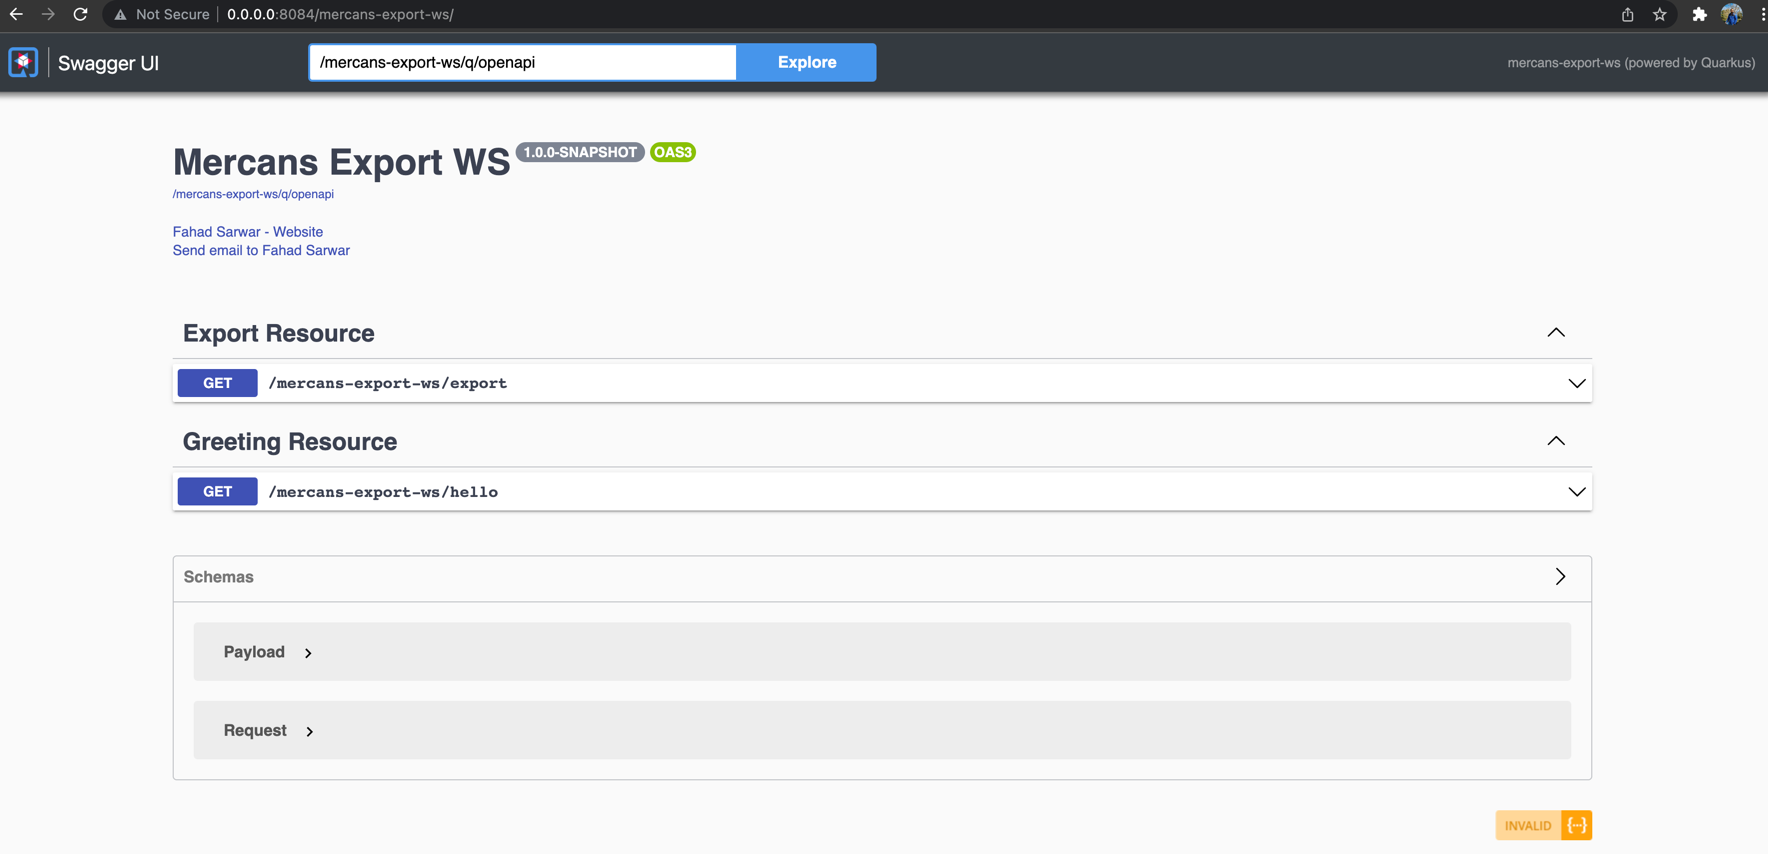 Not Secure 0.0.0.0:8084/mercans-export-ws/
Swagger UI /mercans-export-ws/q/openapi Explore mercans-export-ws (powered by Quarkus)
Mercans Export WS 1.0.0-SNAPSHOT OAS3
/mercans-export-ws/q/openapi
Fahad Sarwar - Website
Send email to Fahad Sarwar
Export Resource
GET /mercans-export-ws/export
Greeting Resource
GET /mercans-export-ws/hello
Schemas
Payload
Request
INVALID {···}